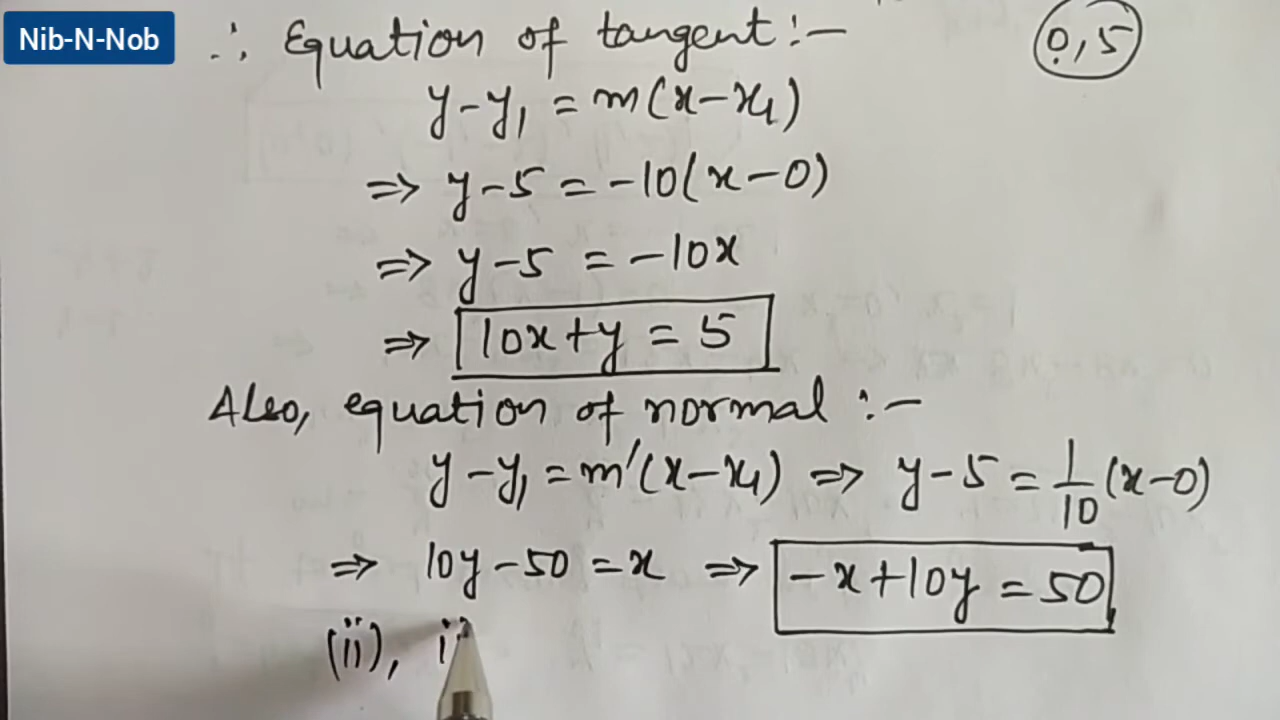 Nib-N-Nob
∴ Equation of tangent :-
0,5
y-y₁ = m(x-x₁)
⇒ y-5 = -10(x-0)
⇒ y-5 = -10x
⇒ 10x+y = 5
Also, equation of normal :-
y-y₁ = m'(x-x₁) ⇒ y-5 = 1/10 (x-0)
⇒ 10y-50 = x ⇒ -x+10y = 50
(ii),